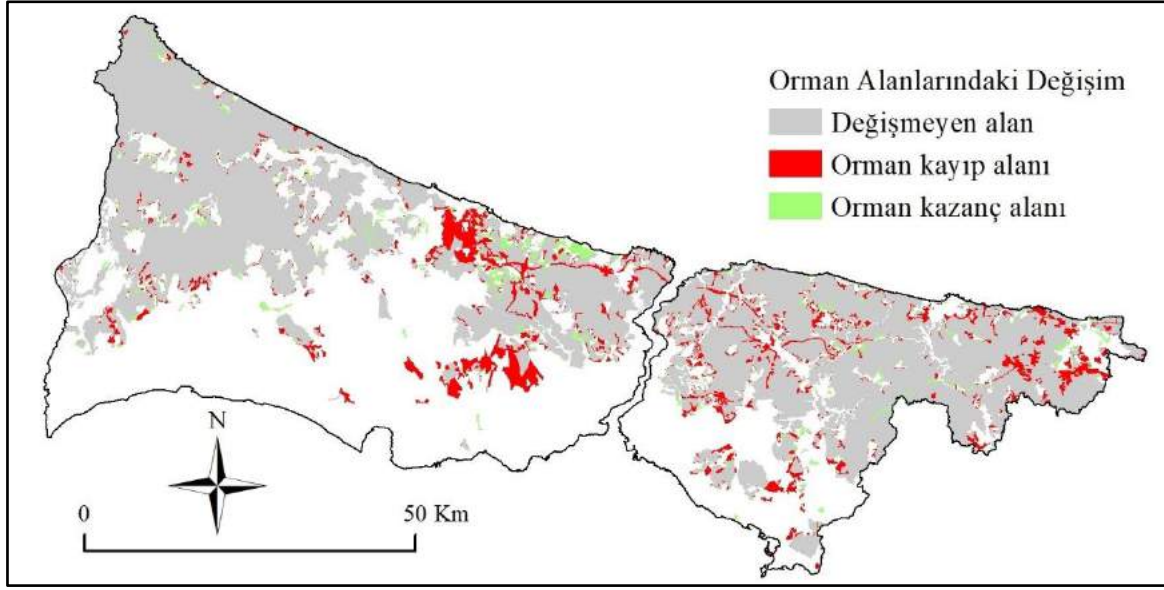 Orman Alanlarındaki Değişim
Değişmeyen alan
Orman kayıp alanı
Orman kazanç alanı
N
0 50 Km